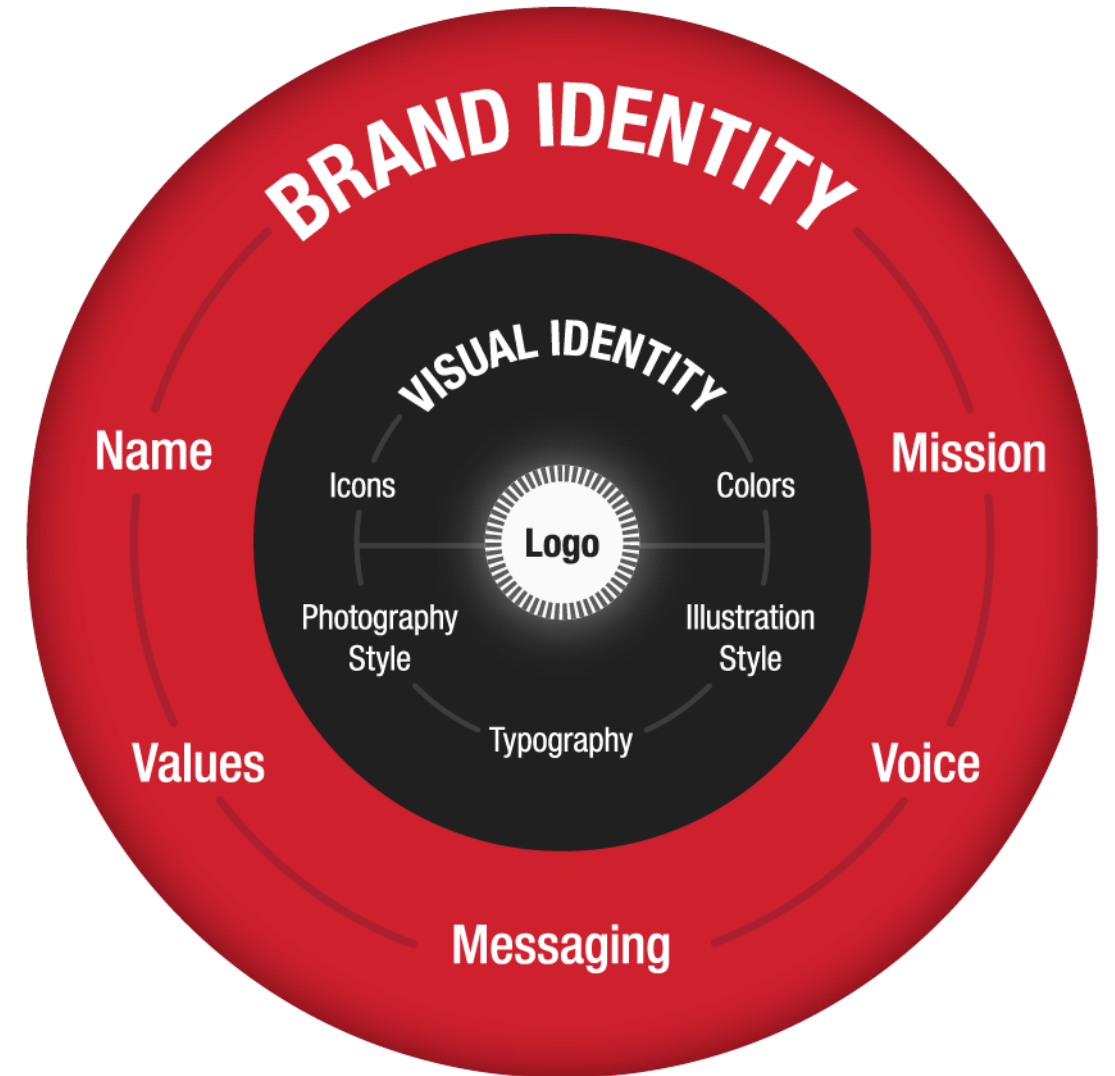 BRAND IDENTITY
VISUAL IDENTITY
Name
Mission
Icons
Colors
Logo
Photography
Style
Illustration
Style
Typography
Values
Voice
Messaging